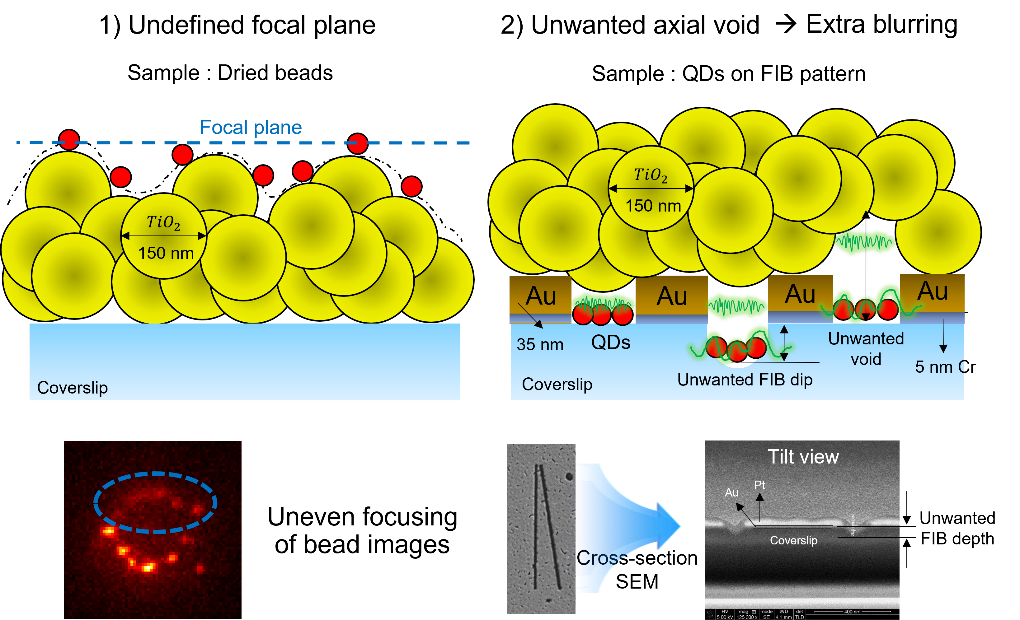 1) Undefined focal plane
Sample : Dried beads
Focal plane
TiO2
150 nm
Coverslip
Uneven focusing
of bead images
2) Unwanted axial void → Extra blurring
Sample : QDs on FIB pattern
TiO2
150 nm
Au
Au
Au
Au
35 nm
QDs
Unwanted
void
Unwanted FIB dip
5 nm Cr
Coverslip
Cross-section
SEM
Tilt view
Au
Pt
Coverslip
Unwanted
FIB depth